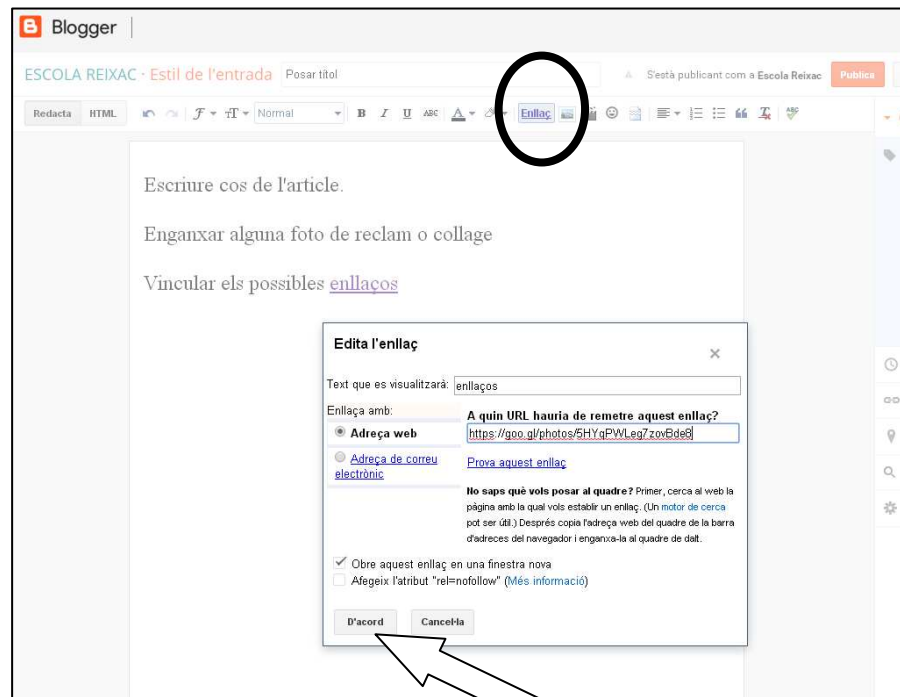 Blogger
ESCOLA REIXAC · Estil de l'entrada Posar títol S'està publicant com a Escola Reixac Publica
Redacta HTML Normal B I U ABC A Enllaç
Escriure cos de l'article.
Enganxar alguna foto de reclam o collage
Vincular els possibles enllaços
Edita l'enllaç
Text que es visualitzarà: enllaços
Enllaça amb:
A quin URL hauria de remetre aquest enllaç?
Adreça web https://goo.gl/photos/5HYqPWLeg7zovBde8
Adreça de correu
electrònic
Prova aquest enllaç
No saps què vols posar al quadre? Primer, cerca al web la
pàgina amb la qual vols establir un enllaç. (Un motor de cerca
pot ser útil.) Després copia l'adreça web del quadre de la barra
d'adreces del navegador i enganxa-la al quadre de dalt.
Obre aquest enllaç en una finestra nova
Afegeix l'atribut "rel=nofollow" (Més informació)
D'acord Cancel·la